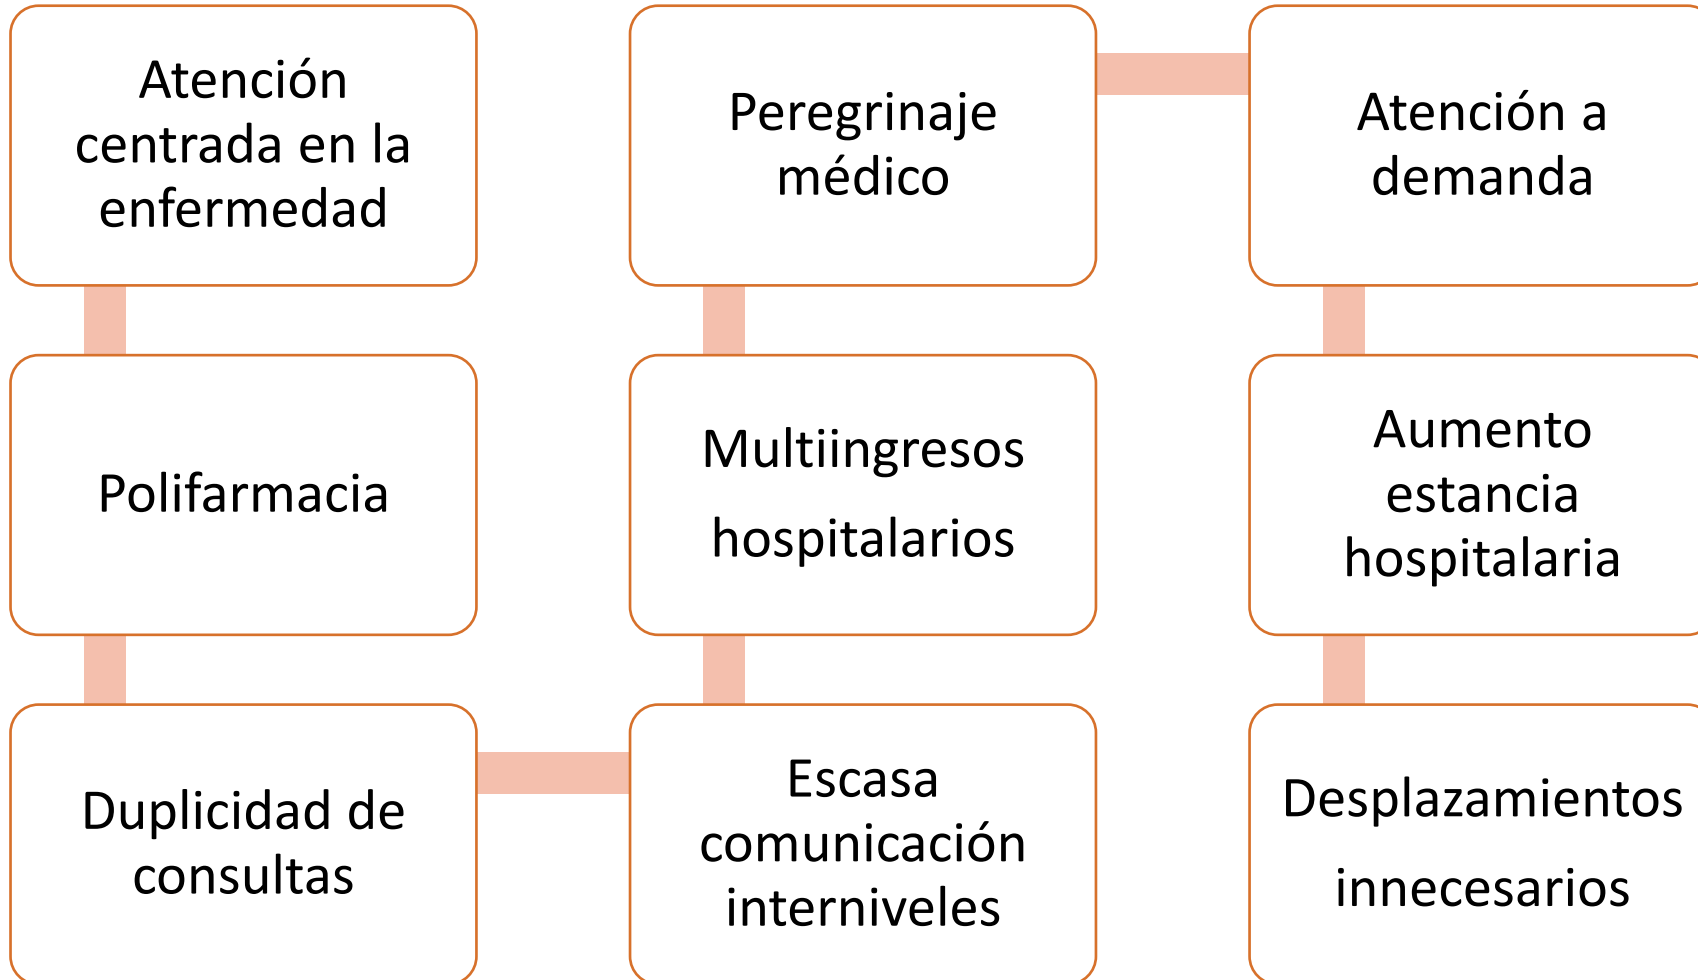 Atención
centrada en la
enfermedad
Polifarmacia
Duplicidad de
consultas
Escasa
comunicación
interniveles
Multiingresos
hospitalarios
Peregrinaje
médico
Atención a
demanda
Aumento
estancia
hospitalaria
Desplazamientos
innecesarios